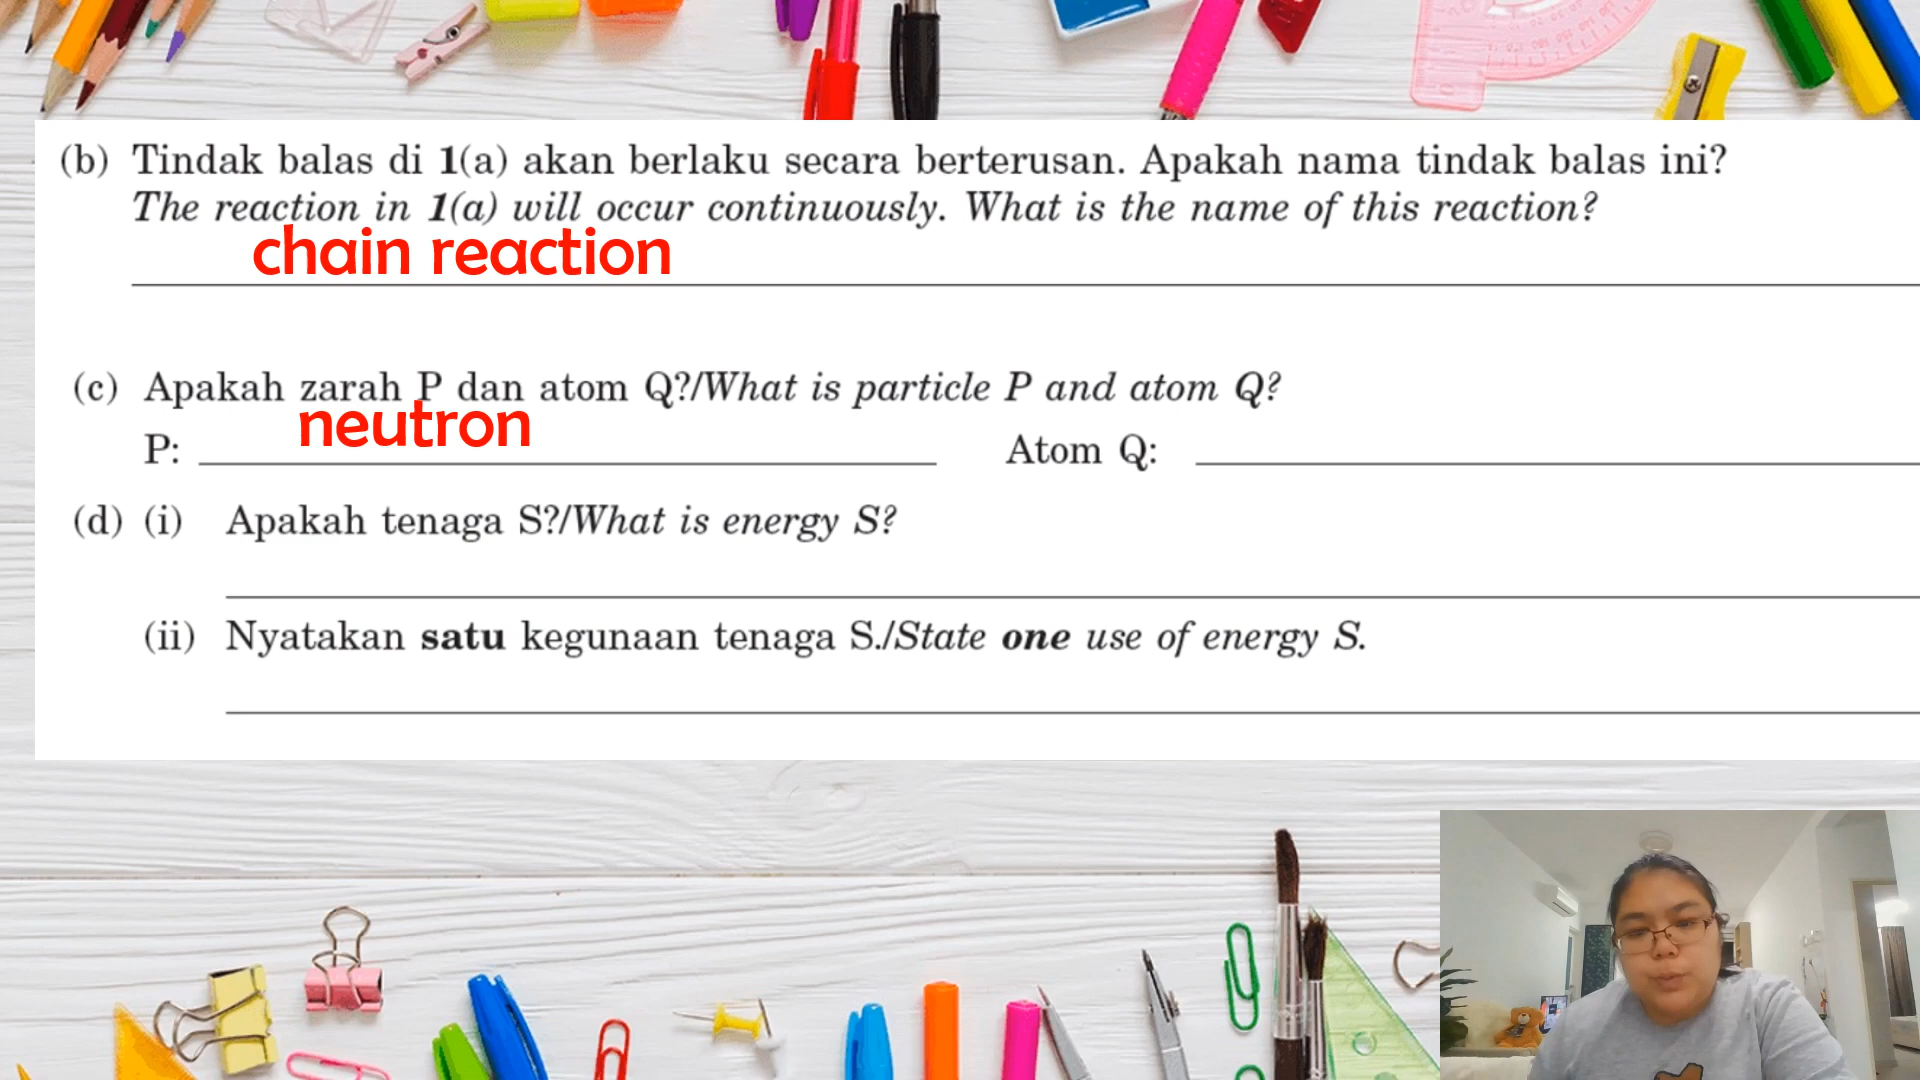 (b) Tindak balas di 1(a) akan berlaku secara berterusan. Apakah nama tindak balas ini?
The reaction in 1(a) will occur continuously. What is the name of this reaction?
chain reaction
(c) Apakah zarah P dan atom Q?/What is particle P and atom Q?
neutron
P: Atom Q:
(d) (i) Apakah tenaga S?/What is energy S?
(ii) Nyatakan satu kegunaan tenaga S./State one use of energy S.